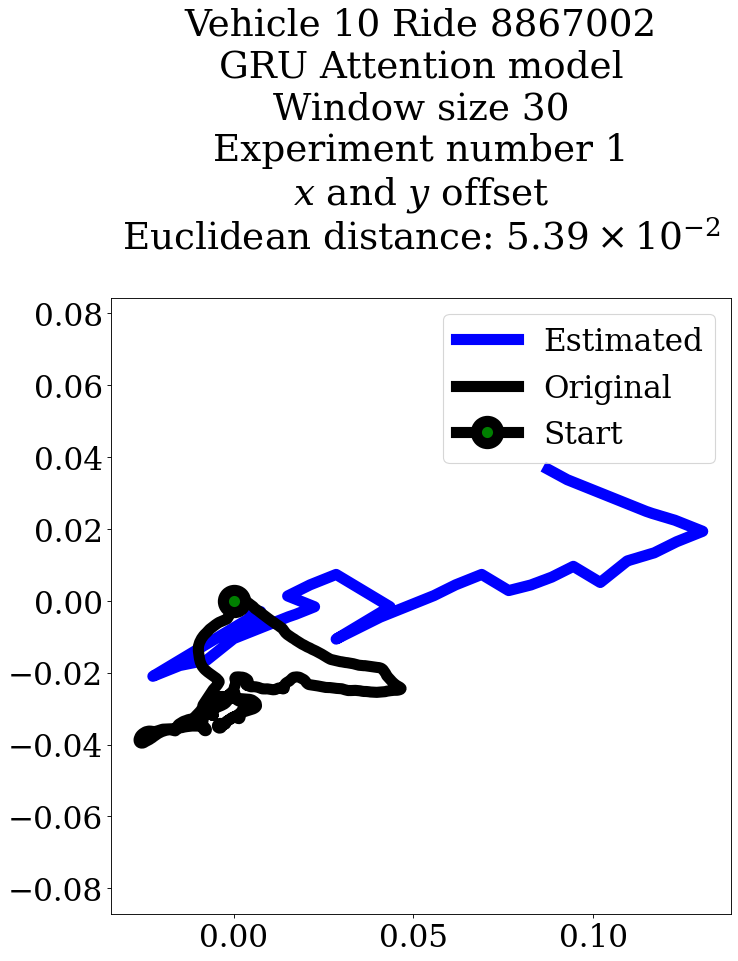 Vehicle 10 Ride 8867002
GRU Attention model
Window size 30
Experiment number 1
x and y offset
Euclidean distance: 5.39 × 10⁻²
Estimated
Original
Start
0.08
0.06
0.04
0.02
0.00
−0.02
−0.04
−0.06
−0.08
0.00 0.05 0.10